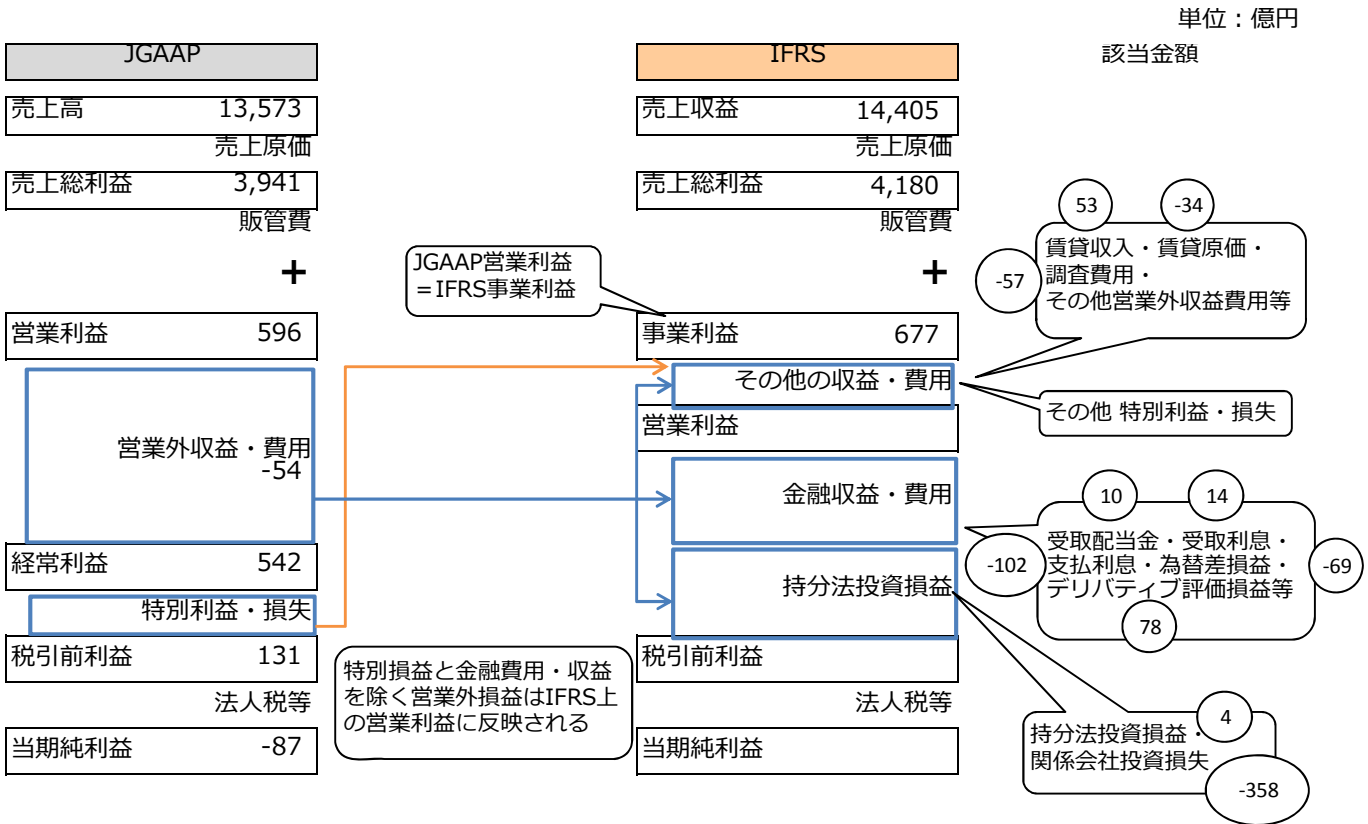 単位：億円
JGAAP
IFRS
該当金額
売上高 13,573
売上収益 14,405
売上原価
売上原価
売上総利益 3,941
売上総利益 4,180
販管費
販管費
+
+
JGAAP営業利益
＝IFRS事業利益
53
-34
-57
賃貸収入・賃貸原価・
調査費用・
その他営業外収益費用等
営業利益 596
事業利益 677
その他の収益・費用
営業利益
その他 特別利益・損失
営業外収益・費用
-54
金融収益・費用
10
14
-102
受取配当金・受取利息・
支払利息・為替差損益・
デリバティブ評価損益等
-69
78
経常利益 542
持分法投資損益
特別利益・損失
税引前利益 131
税引前利益
特別損益と金融費用・収益
を除く営業外損益はIFRS上
の営業利益に反映される
法人税等
法人税等
当期純利益 -87
当期純利益
4
持分法投資損益・
関係会社投資損失
-358